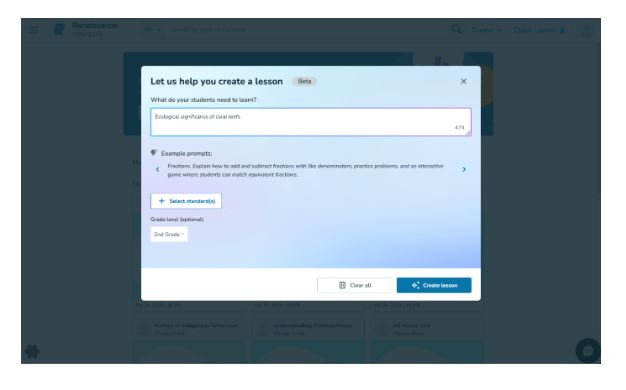 Renaissance
nearpod
Create
Quick Launch
Let us help you create a lesson Beta
What do your students need to learn?
Ecological significance of coral reefs
474
Example prompts:
Fractions. Explain how to add and subtract fractions with like denominators, practice problems, and an interactive
game where students can match equivalent fractions.
+ Select standard(s)
Grade level (optional)
2nd Grade
Clear all
Create lesson
History of Indigenous Americans
Understanding Photosynthesis
All About Cats